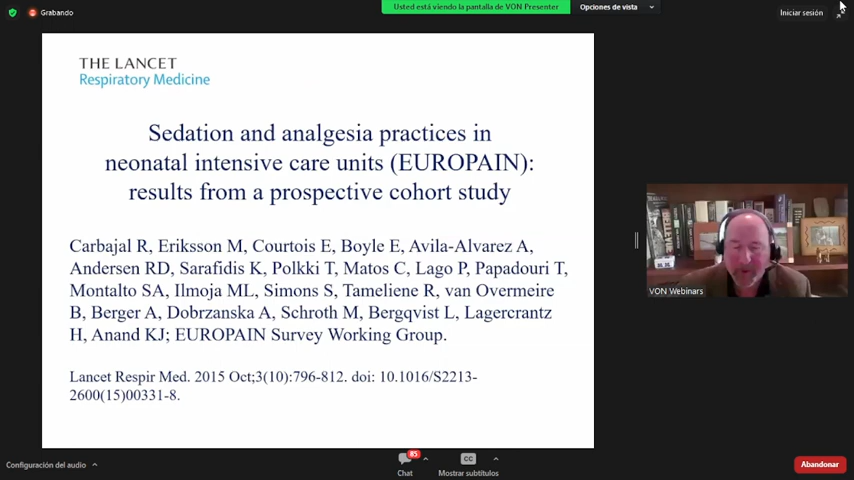 Grabando
Usted está viendo la pantalla de VON Presenter
Opciones de vista
Iniciar sesión
THE LANCET
Respiratory Medicine
Sedation and analgesia practices in
neonatal intensive care units (EUROPAIN):
results from a prospective cohort study
Carbajal R, Eriksson M, Courtois E, Boyle E, Avila-Alvarez A,
Andersen RD, Sarafidis K, Polkki T, Matos C, Lago P, Papadouri T,
Montalto SA, Ilmoja ML, Simons S, Tameliene R, van Overmeire
B, Berger A, Dobrzanska A, Schroth M, Bergqvist L, Lagercrantz
H, Anand KJ; EUROPAIN Survey Working Group.
Lancet Respir Med. 2015 Oct;3(10):796-812. doi: 10.1016/S2213-
2600(15)00331-8.
VON Webinars
Configuración del audio
85
Chat
CC
Mostrar subtítulos
Abandonar